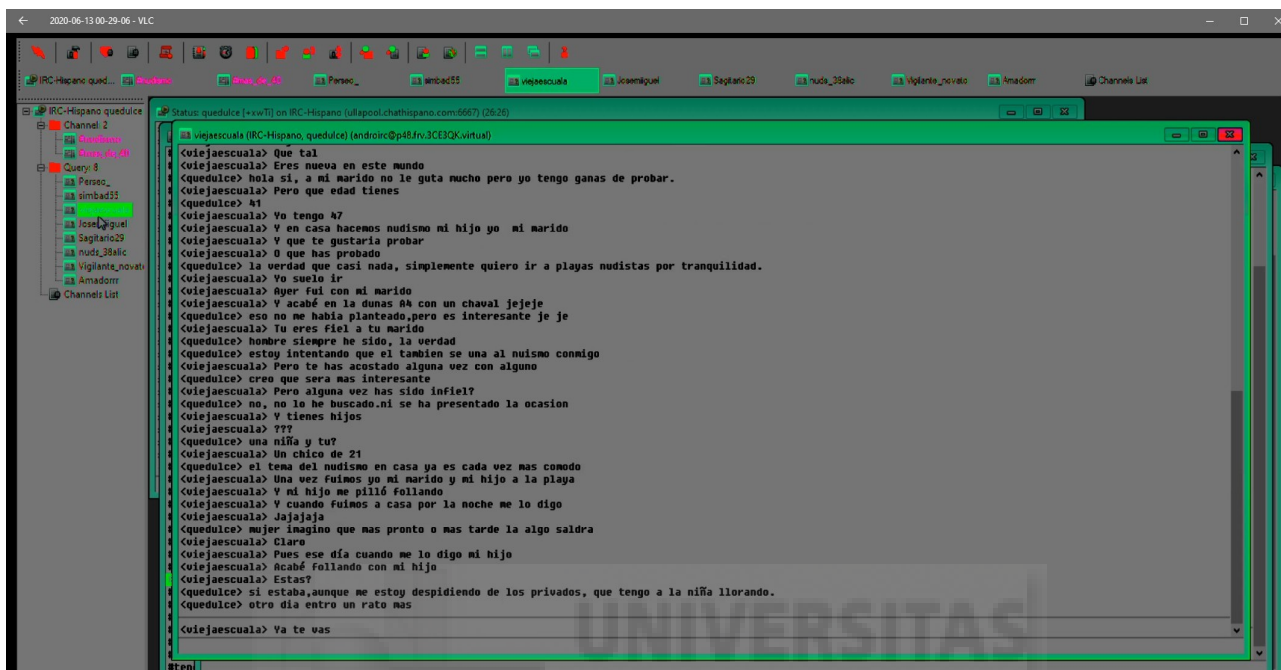 2020-06-13 00-29-06 - VLC
IRC-Hispano qued...
Perseo_
simbad55
viejaescuala
Josemiiguel
Sagitario29
nuds_38alic
Vigilante_novato
Amadorrr
Channels List
IRC-Hispano quedulce
Channel: 2
Query: 8
Perseo_
simbad55
Sagitario29
nuds_38alic
Vigilante_novato
Amadorrr
Channels List
Status: quedulce [+xwTi] on IRC-Hispano (ullapool.chathispano.com:6667) (26:26)
viejaescuala (IRC-Hispano, quedulce) (androirc@p48.frv.3CE3QK.virtual)
<viejaescuala> Que tal
<viejaescuala> Eres nueva en este mundo
<quedulce> hola si, a mi marido no le guta mucho pero yo tengo ganas de probar.
<viejaescuala> Pero que edad tienes
<quedulce> 41
<viejaescuala> Yo tengo 47
<viejaescuala> Y en casa hacemos nudismo mi hijo yo mi marido
<viejaescuala> Y que te gustaria probar
<viejaescuala> O que has probado
<quedulce> la verdad que casi nada, simplemente quiero ir a playas nudistas por tranquilidad.
<viejaescuala> Yo suelo ir
<viejaescuala> Ayer fui con mi marido
<viejaescuala> Y acabé en la dunas A4 con un chaval jejeje
<quedulce> eso no me habia planteado,pero es interesante je je
<viejaescuala> Tu eres fiel a tu marido
<quedulce> hombre siempre he sido, la verdad
<quedulce> estoy intentando que el tambien se una al nuismo conmigo
<viejaescuala> Pero te has acostado alguna vez con alguno
<quedulce> creo que sera mas interesante
<viejaescuala> Pero alguna vez has sido infiel?
<quedulce> no, no lo he buscado.ni se ha presentado la ocasion
<viejaescuala> Y tienes hijos
<viejaescuala> ???
<quedulce> una niña y tu?
<viejaescuala> Un chico de 21
<quedulce> el tema del nudismo en casa ya es cada vez mas comodo
<viejaescuala> Una vez fuimos yo mi marido y mi hijo a la playa
<viejaescuala> Y mi hijo me pilló follando
<viejaescuala> Y cuando fuimos a casa por la noche me lo digo
<viejaescuala> Jajajaja
<quedulce> mujer imagino que mas pronto o mas tarde la algo saldra
<viejaescuala> Claro
<viejaescuala> Pues ese día cuando me lo digo mi hijo
<viejaescuala> Acabé follando con mi hijo
<viejaescuala> Estas?
<quedulce> si estaba,aunque me estoy despidiendo de los privados, que tengo a la niña llorando.
<quedulce> otro dia entro un rato mas
<viejaescuala> Ya te vas
UNIVERSITAS